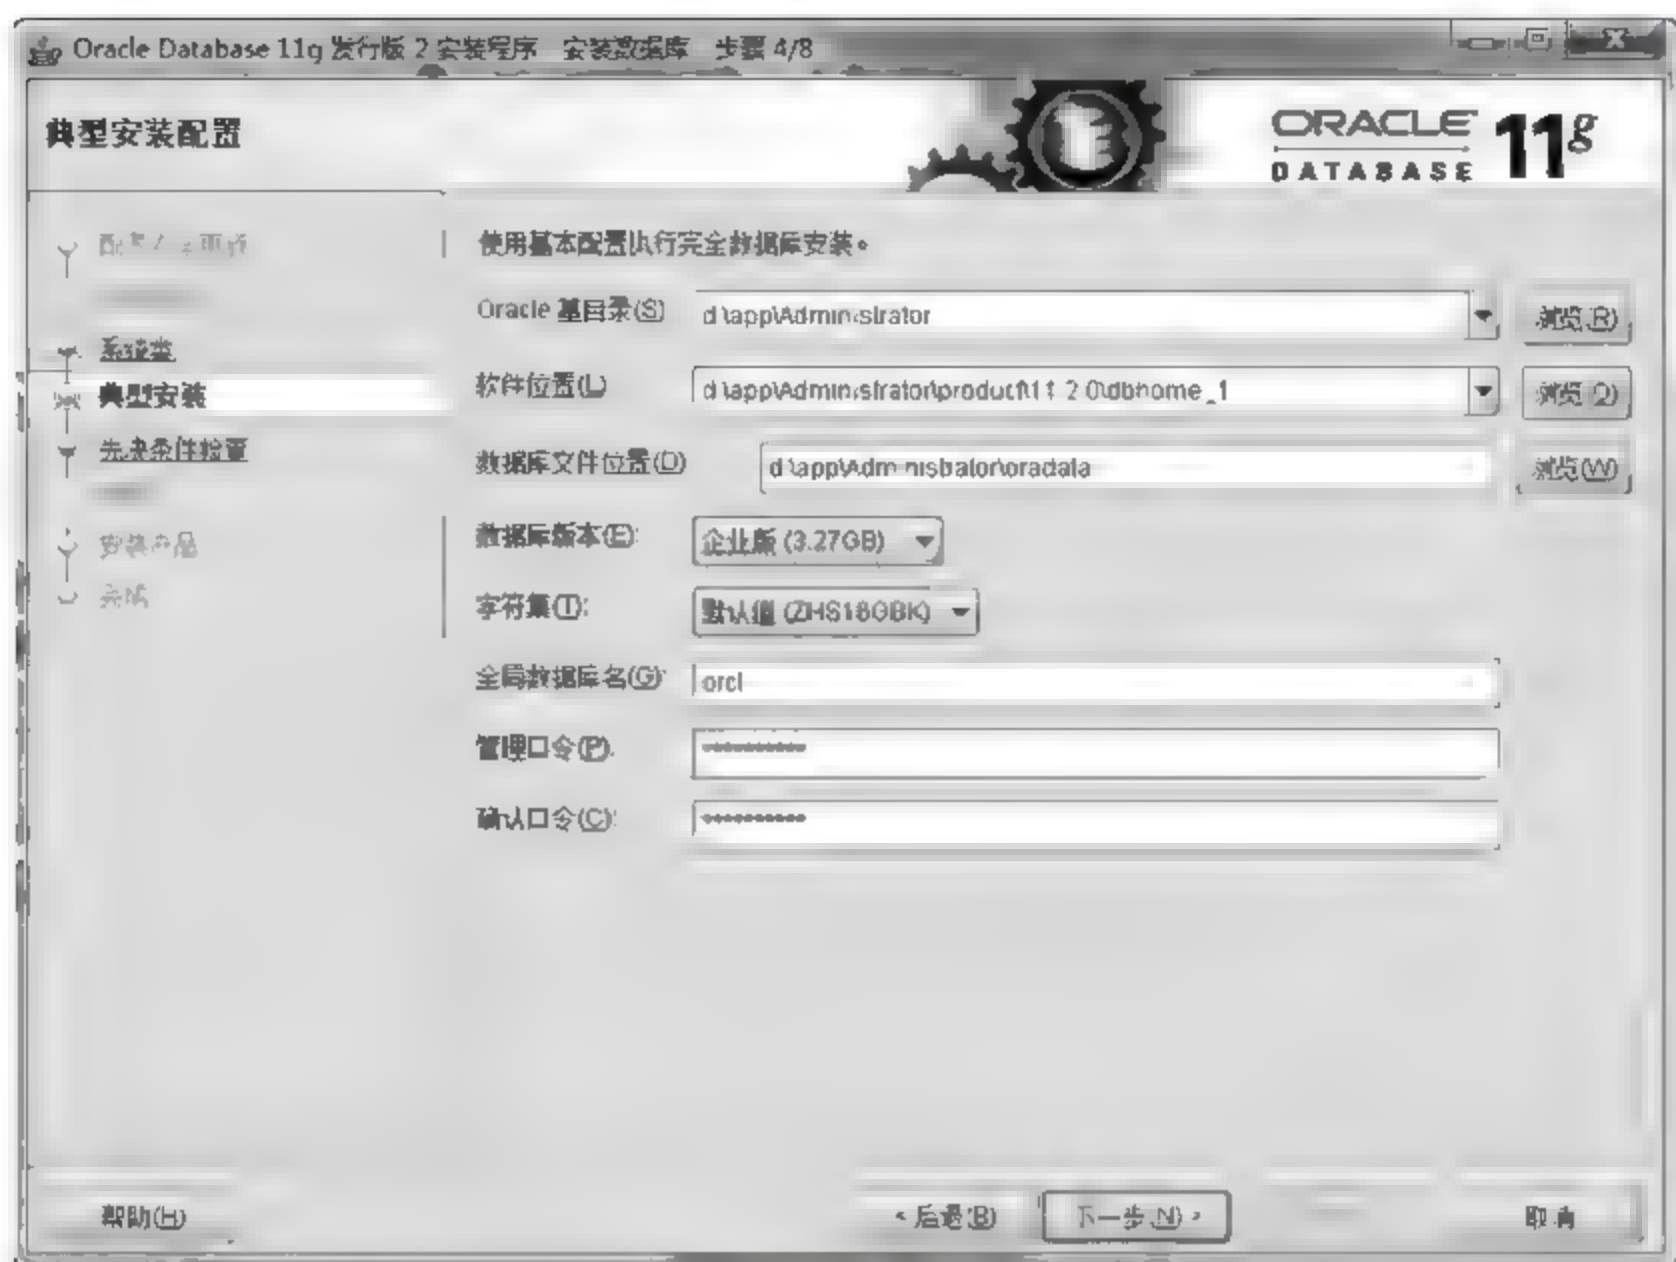 Oracle Database 11g 发行版 2 安装程序 安装数据库 步骤 4/8
典型安装配置
ORACLE 11g
DATABASE
系统类
典型安装
先决条件检查
安装产品
完成
使用基本配置执行完全数据库安装。
Oracle 基目录(S) d:\app\Administrator 浏览(R)
软件位置(L) d:\app\Administrator\product\11.2.0\dbhome_1 浏览(O)
数据库文件位置(D) d:\app\Administrator\oradata 浏览(W)
数据库版本(E): 企业版 (3.27GB)
字符集(T): 默认值 (ZHS16GBK)
全局数据库名(G): orcl
管理口令(P): ••••••••••
确认口令(C): ••••••••••
帮助(H) < 后退(B) 下一步(N) > 取消